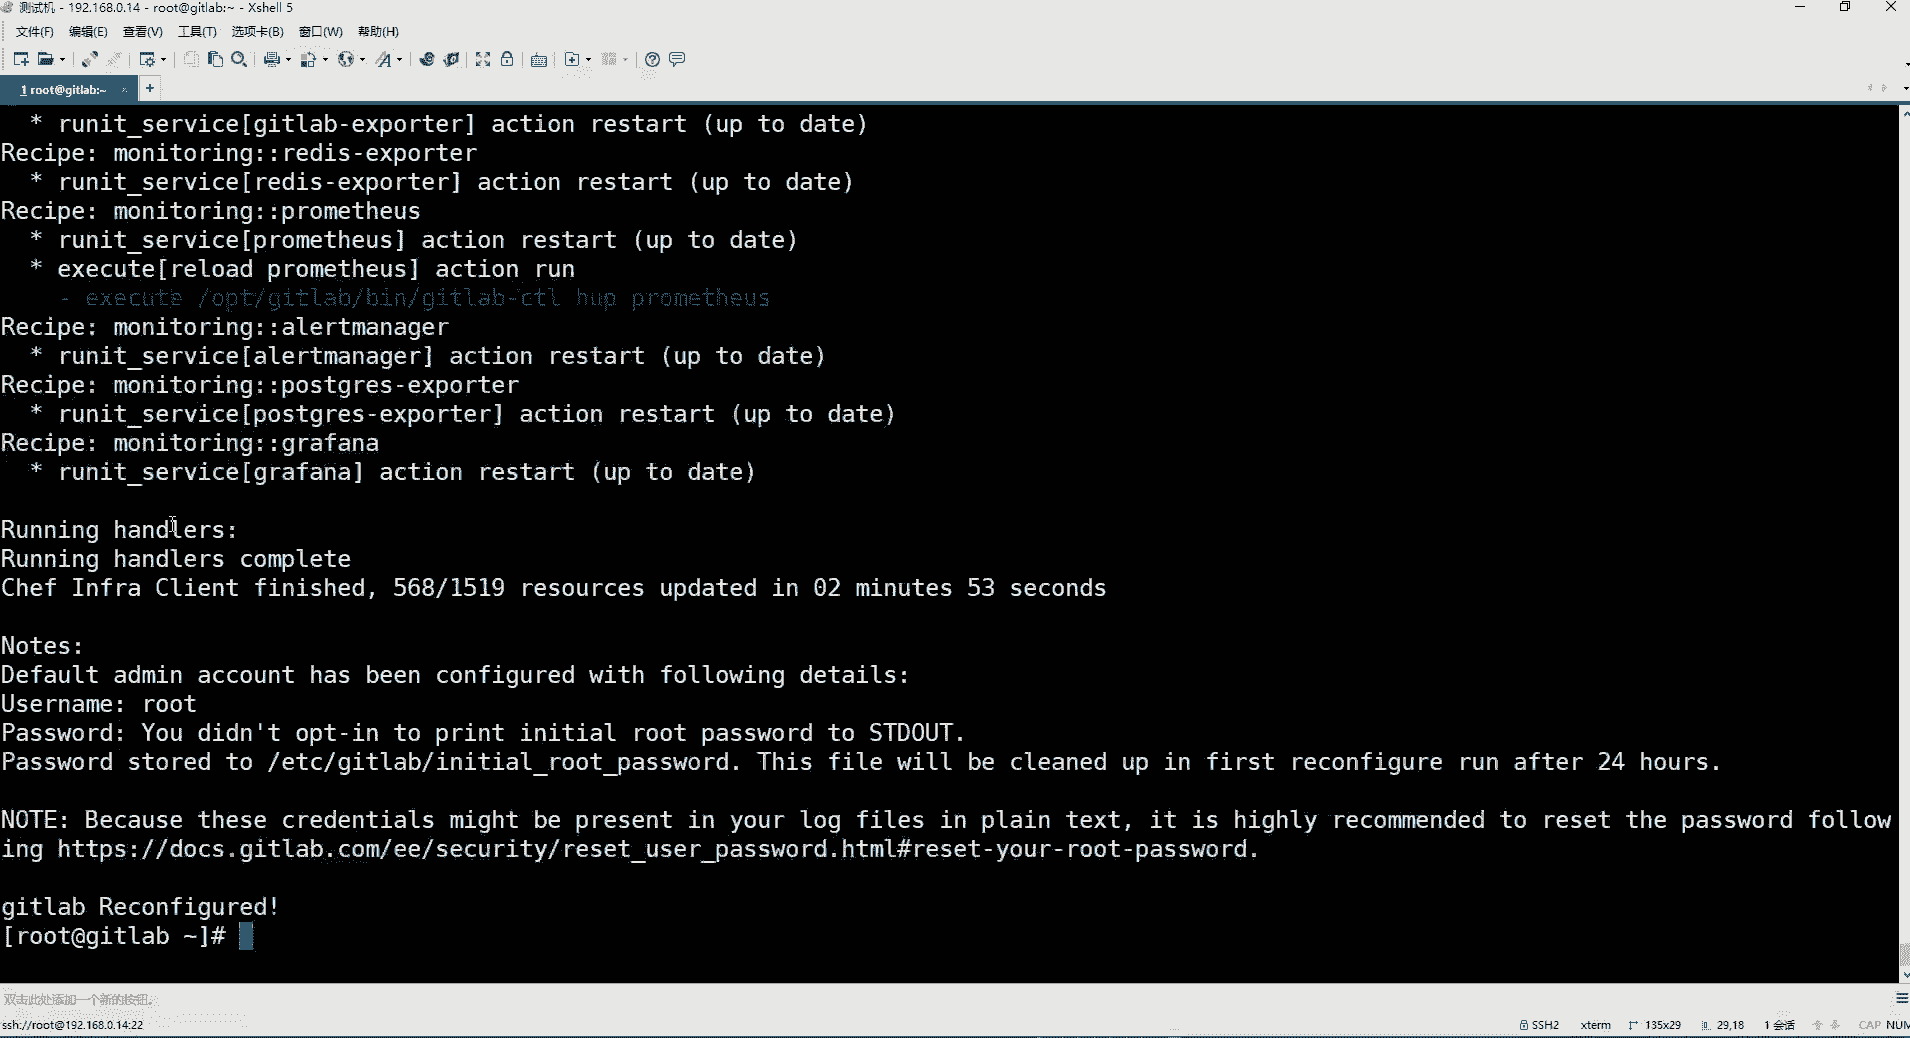 测试机 - 192.168.0.14 - root@gitlab:~ - Xshell 5
文件(F) 编辑(E) 查看(V) 工具(T) 选项卡(B) 窗口(W) 帮助(H)
1 root@gitlab:~ × +
* runit_service[gitlab-exporter] action restart (up to date)
Recipe: monitoring::redis-exporter
* runit_service[redis-exporter] action restart (up to date)
Recipe: monitoring::prometheus
* runit_service[prometheus] action restart (up to date)
* execute[reload prometheus] action run
- execute /opt/gitlab/bin/gitlab-ctl hup prometheus
Recipe: monitoring::alertmanager
* runit_service[alertmanager] action restart (up to date)
Recipe: monitoring::postgres-exporter
* runit_service[postgres-exporter] action restart (up to date)
Recipe: monitoring::grafana
* runit_service[grafana] action restart (up to date)
Running handlers:
Running handlers complete
Chef Infra Client finished, 568/1519 resources updated in 02 minutes 53 seconds
Notes:
Default admin account has been configured with following details:
Username: root
Password: You didn't opt-in to print initial root password to STDOUT.
Password stored to /etc/gitlab/initial_root_password. This file will be cleaned up in first reconfigure run after 24 hours.
NOTE: Because these credentials might be present in your log files in plain text, it is highly recommended to reset the password follow
ing https://docs.gitlab.com/ee/security/reset_user_password.html#reset-your-root-password.
gitlab Reconfigured!
[root@gitlab ~]#
双击此处添加一个新的按钮。
ssh://root@192.168.0.14:22 SSH2 xterm 135x29 29,18 1 会话 CAP NUM